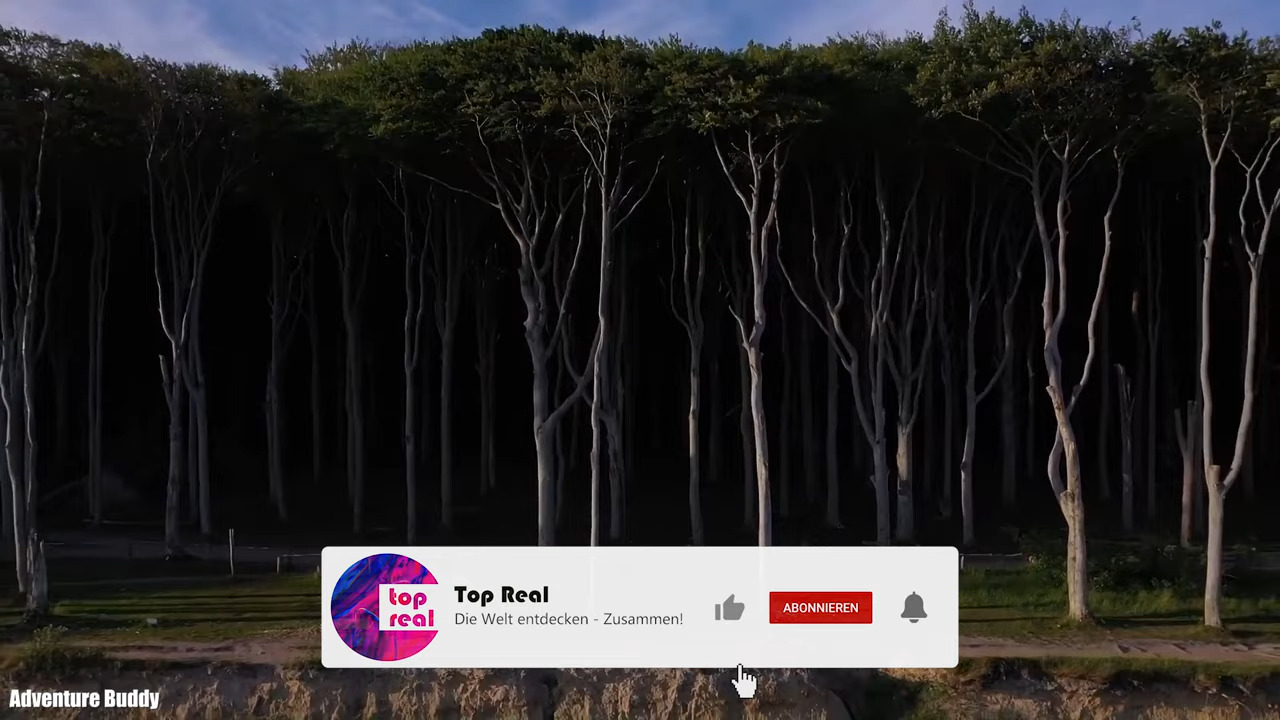 top
real
Top Real
Die Welt entdecken - Zusammen!
ABONNIEREN
Adventure Buddy